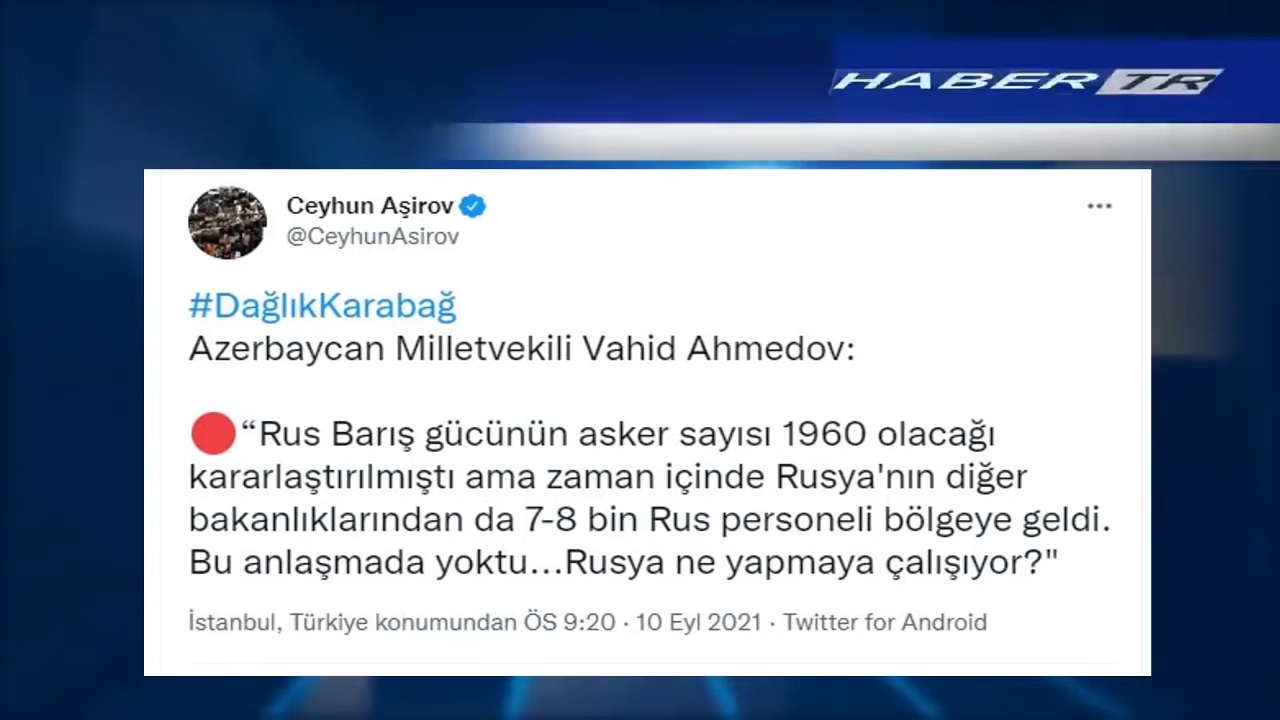 HABER TR
Ceyhun Aşirov
@CeyhunAsirov
#DağlıkKarabağ
Azerbaycan Milletvekili Vahid Ahmedov:
🔴“Rus Barış gücünün asker sayısı 1960 olacağı
kararlaştırılmıştı ama zaman içinde Rusya'nın diğer
bakanlıklarından da 7-8 bin Rus personeli bölgeye geldi.
Bu anlaşmada yoktu...Rusya ne yapmaya çalışıyor?"
İstanbul, Türkiye konumundan ÖS 9:20 · 10 Eyl 2021 · Twitter for Android